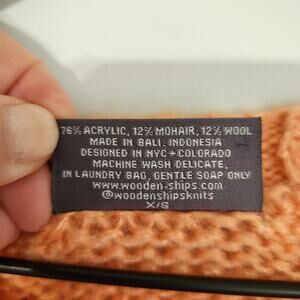 76% ACRYLIC, 12% MOHAIR, 12% WOOL
MADE IN BALI, INDONESIA
DESIGNED IN NYC + COLORADO
MACHINE WASH DELICATE,
IN LAUNDRY BAG, GENTLE SOAP ONLY
www.wooden-ships.com
@woodenshipsknits
X/S